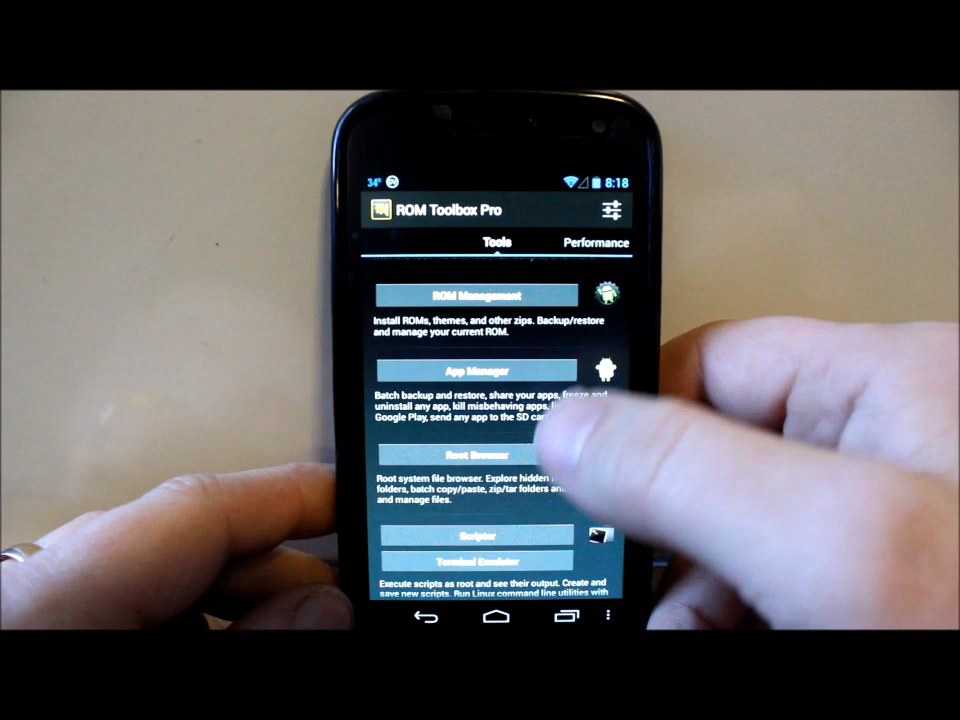 34° 8:18
ROM Toolbox Pro
Tools Performance
ROM Management
Install ROMs, themes, and other zips. Backup/restore
and manage your current ROM.
App Manager
Batch backup and restore, share your apps, freeze and
uninstall any app, kill misbehaving apps,
Google Play, send any app to the SD
Root Browser
Root system file browser. Explore hidden
folders, batch copy/paste, zip/tar folders
and manage files.
Scripter
Terminal Emulator
Execute scripts as root and see their output. Create and
save new scripts. Run Linux command line utilities with